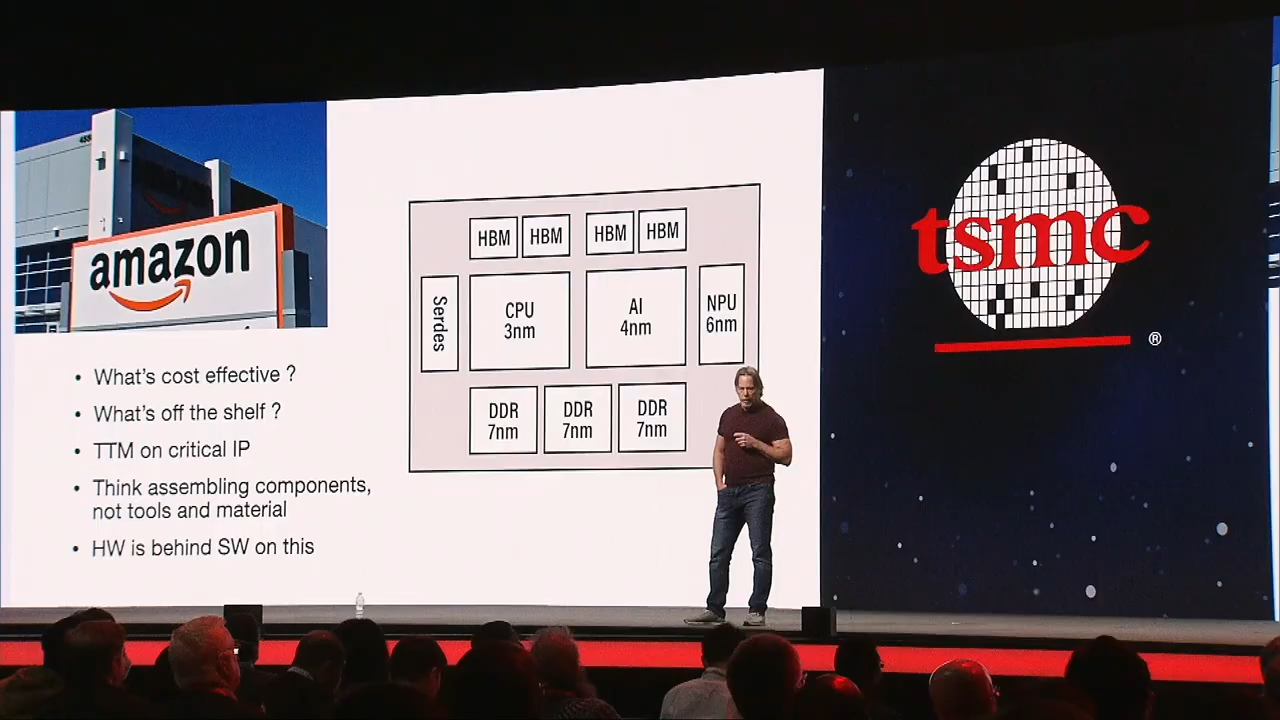 amazon
• What's cost effective ?
• What's off the shelf ?
• TTM on critical IP
• Think assembling components,
not tools and material
• HW is behind SW on this
HBM HBM HBM HBM
Serdes
CPU
3nm
AI
4nm
NPU
6nm
DDR
7nm
DDR
7nm
DDR
7nm
tsmc
®